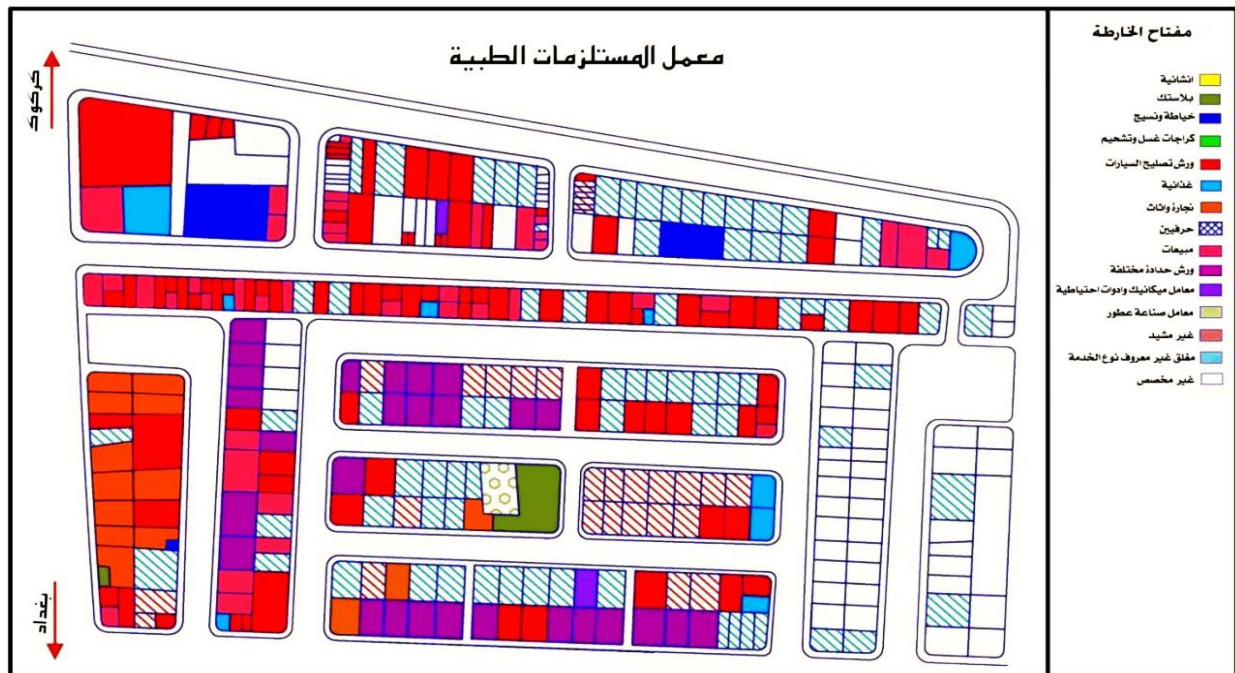 معمل المستلزمات الطبية
كركوك
بغداد
مفتاح الخارطة
انشائية
بلاستك
خياطة ونسيج
كراجات غسل وتشحيم
ورش تصليح السيارات
غذائية
نجارة واثاث
حرفيين
مبيعات
ورش حدادة مختلفة
معامل ميكانيك وادوات احتياطية
معامل صناعة عطور
غير مشيد
مغلق غير معروف نوع الخدمة
غير مخصص